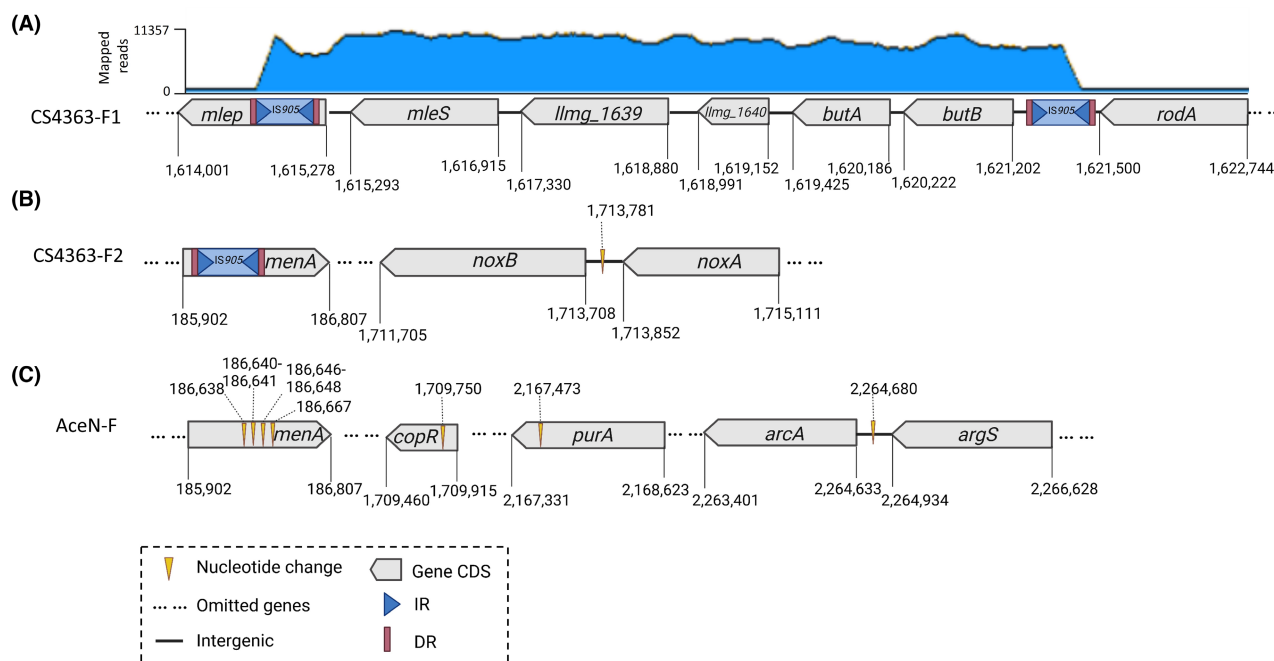 (A)
11357
Mapped
reads
0
CS4363-F1
... ... mlep IS905 mleS llmg_1639 llmg_1640 butA butB IS905 rodA ... ...
1,614,001 1,615,278 1,615,293 1,616,915 1,617,330 1,618,880 1,618,991 1,619,152 1,619,425 1,620,186 1,620,222 1,621,202 1,621,500 1,622,744
(B)
1,713,781
CS4363-F2
... ... IS905 menA ... ... noxB noxA ... ...
185,902 186,807 1,711,705 1,713,708 1,713,852 1,715,111
(C)
186,638
186,640-
186,641
186,646-
186,648
186,667
1,709,750
2,167,473
2,264,680
AceN-F
... ... menA ... ... copR ... ... purA ... ... arcA argS ... ...
185,902 186,807 1,709,460 1,709,915 2,167,331 2,168,623 2,263,401 2,264,633 2,264,934 2,266,628
Nucleotide change
Gene CDS
... ... Omitted genes
IR
Intergenic
DR